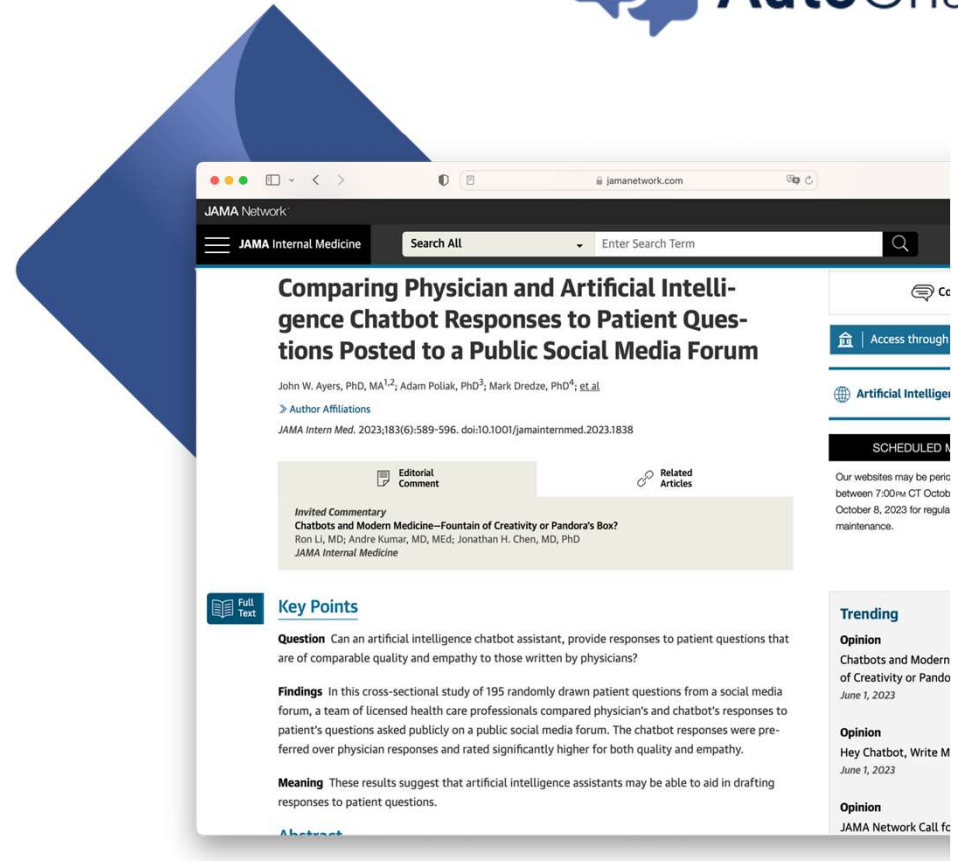 Auto
jamanetwork.com
JAMA Network
JAMA Internal Medicine
Search All
Enter Search Term
Comparing Physician and Artificial Intelli-
gence Chatbot Responses to Patient Ques-
tions Posted to a Public Social Media Forum
John W. Ayers, PhD, MA1,2; Adam Poliak, PhD3; Mark Dredze, PhD4; et al
» Author Affiliations
JAMA Intern Med. 2023;183(6):589-596. doi:10.1001/jamainternmed.2023.1838
Editorial
Comment
Related
Articles
Invited Commentary
Chatbots and Modern Medicine—Fountain of Creativity or Pandora's Box?
Ron Li, MD; Andre Kumar, MD, MEd; Jonathan H. Chen, MD, PhD
JAMA Internal Medicine
Full
Text
Key Points
Question Can an artificial intelligence chatbot assistant, provide responses to patient questions that
are of comparable quality and empathy to those written by physicians?
Findings In this cross-sectional study of 195 randomly drawn patient questions from a social media
forum, a team of licensed health care professionals compared physician's and chatbot's responses to
patient's questions asked publicly on a public social media forum. The chatbot responses were pre-
ferred over physician responses and rated significantly higher for both quality and empathy.
Meaning These results suggest that artificial intelligence assistants may be able to aid in drafting
responses to patient questions.
Abstract
Co
Access through
Artificial Intelliger
SCHEDULED M
Our websites may be peric
between 7:00PM CT Octob
October 8, 2023 for regula
maintenance.
Trending
Opinion
Chatbots and Modern
of Creativity or Pando
June 1, 2023
Opinion
Hey Chatbot, Write M
June 1, 2023
Opinion
JAMA Network Call fo